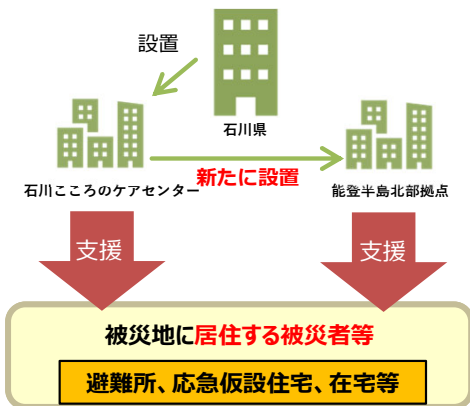 設置
石川県
新たに設置
石川こころのケアセンター
能登半島北部拠点
支援
支援
被災地に居住する被災者等
避難所、応急仮設住宅、在宅等